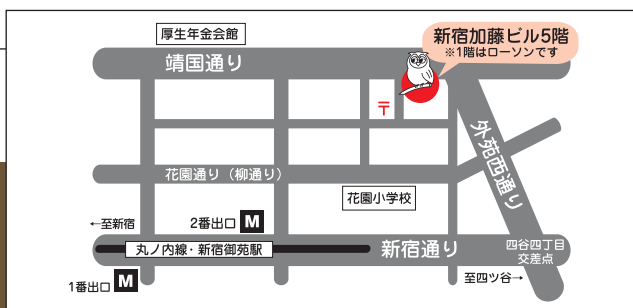 厚生年金会館
新宿加藤ビル5階
※1階はローソンです
靖国通り
〒
外苑西通り
花園通り（柳通り）
花園小学校
←至新宿
2番出口 M
丸ノ内線・新宿御苑駅
新宿通り
四谷四丁目
交差点
1番出口 M
至四ツ谷→